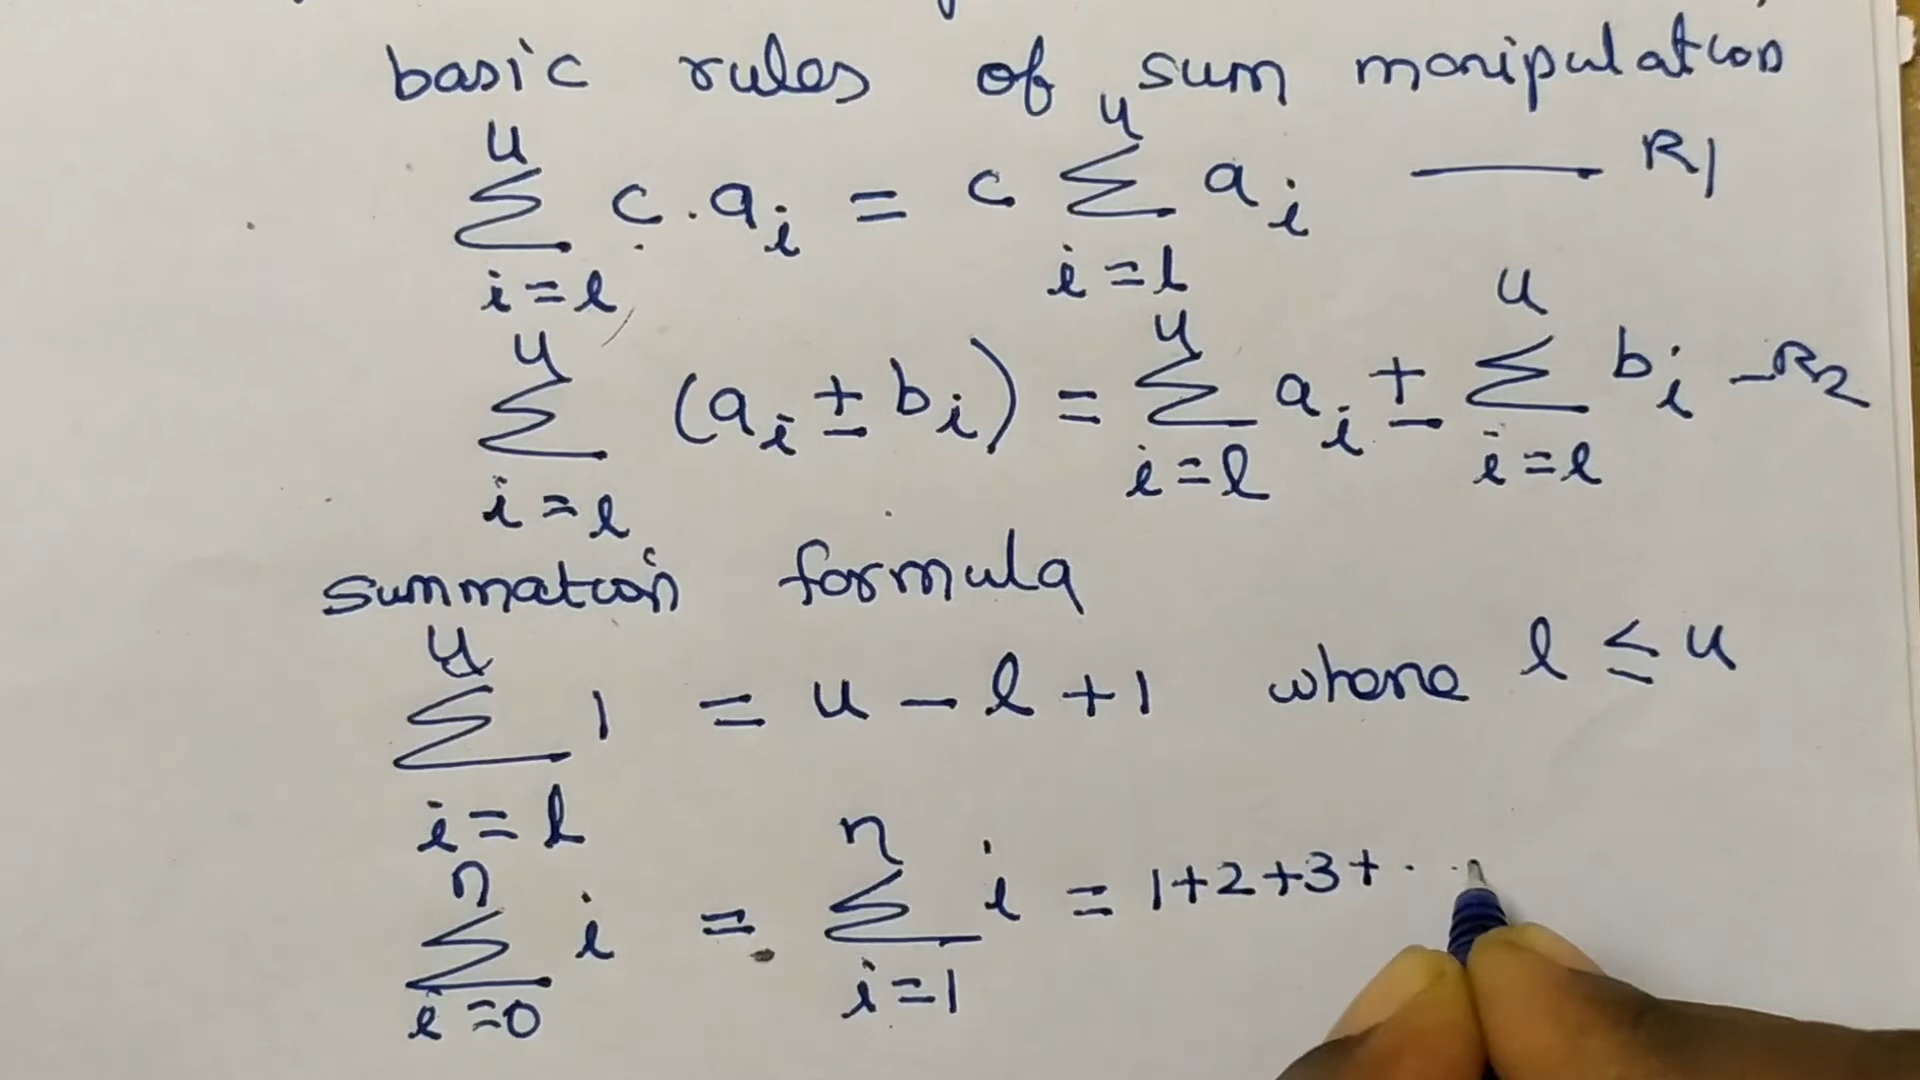 basic rules of sum manipulation
u ∑ i=l c.a_i = c u ∑ i=l a_i — R1
u ∑ i=l (a_i ± b_i) = u ∑ i=l a_i ± u ∑ i=l b_i - R2
summation formula
u ∑ i=l 1 = u - l + 1 where l ≤ u
n ∑ i=0 i = n ∑ i=1 i = 1+2+3+ . .